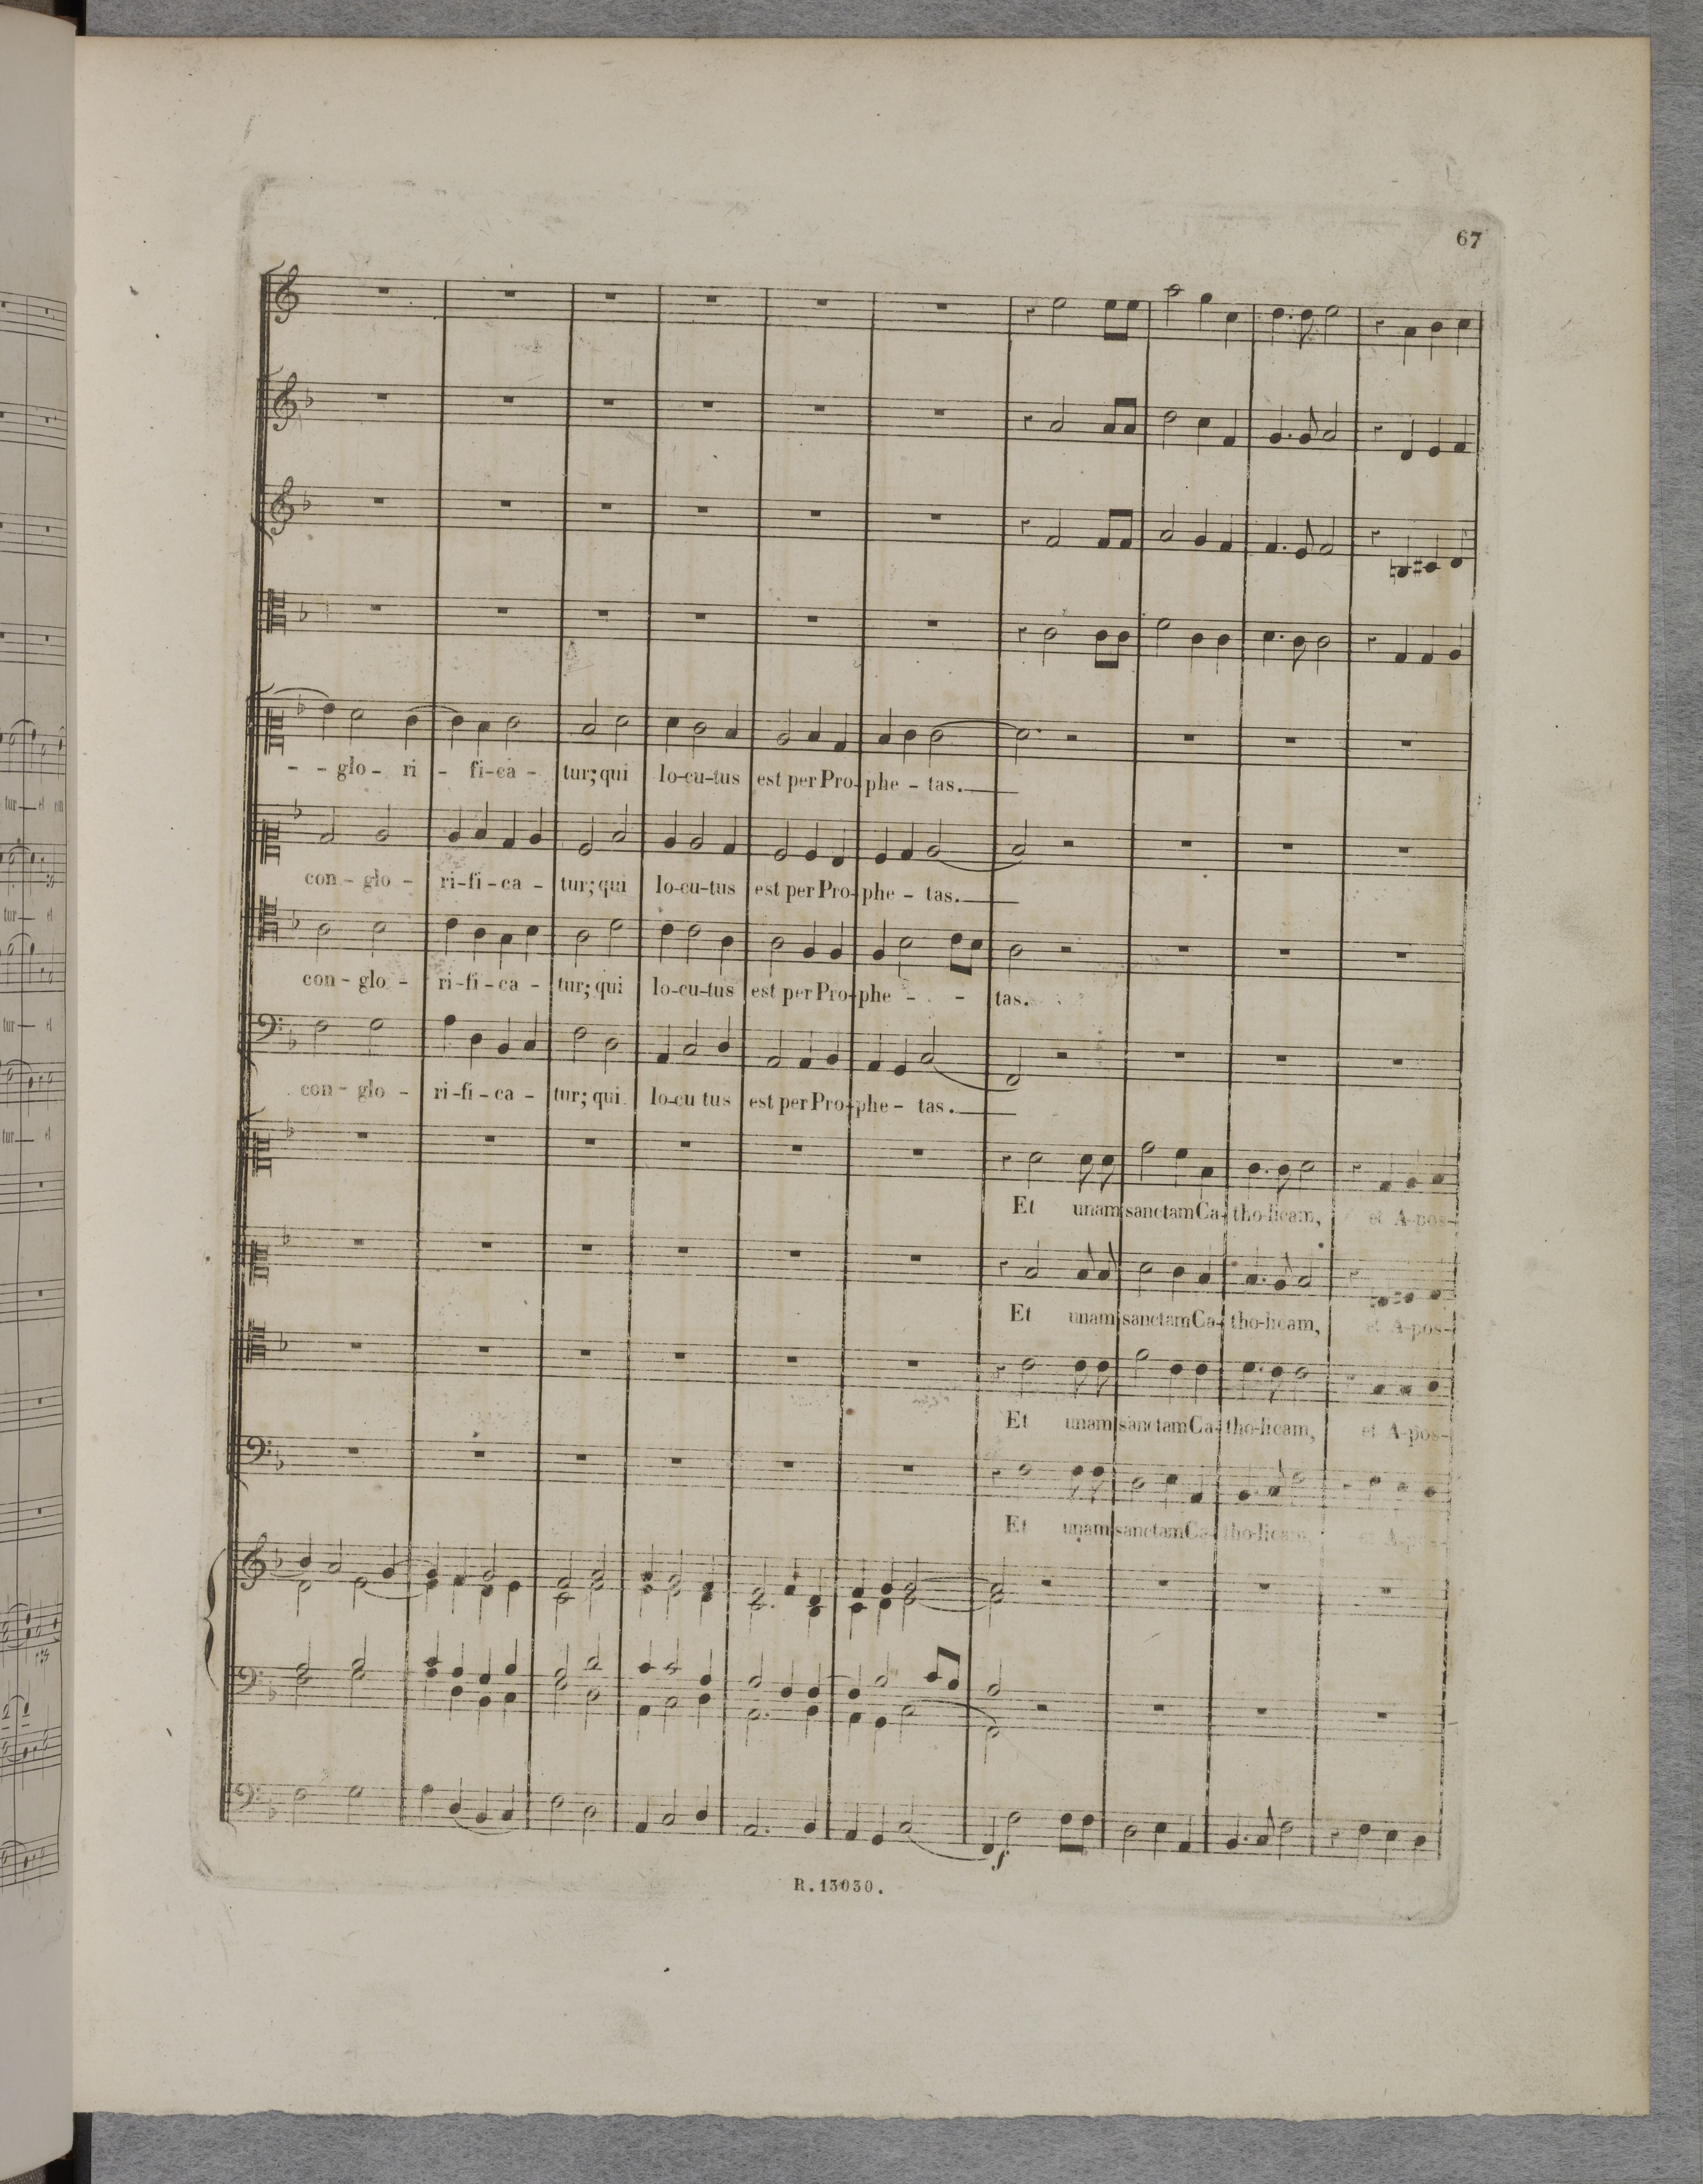 67
- - glo - ri - fi-ca - tur; qui lo-cu-tus est per Pro-phe - tas.
con - glo - ri-fi-ca - tur; qui lo-cu-tus est per Pro-phe - tas.
con - glo - ri-fi-ca - tur; qui lo-cu-tus est per Pro-phe - - tas.
con - glo - ri-fi-ca - tur; qui lo-cu tus est per Pro-phe - tas.
Et unam sanctam Ca-tho-licam, et A-pos-
Et unam sanctam Ca-tho-licam, et A-pos-
Et unam sanctam Ca-tho-licam, et A-pos-
Et unam sanctam Ca-tho-licam, et A-pos-
f
R. 13030.